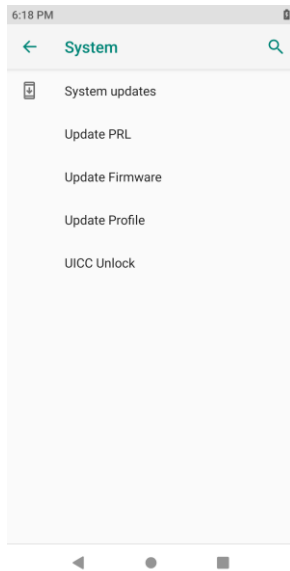 6:18 PM
System
System updates
Update PRL
Update Firmware
Update Profile
UICC Unlock